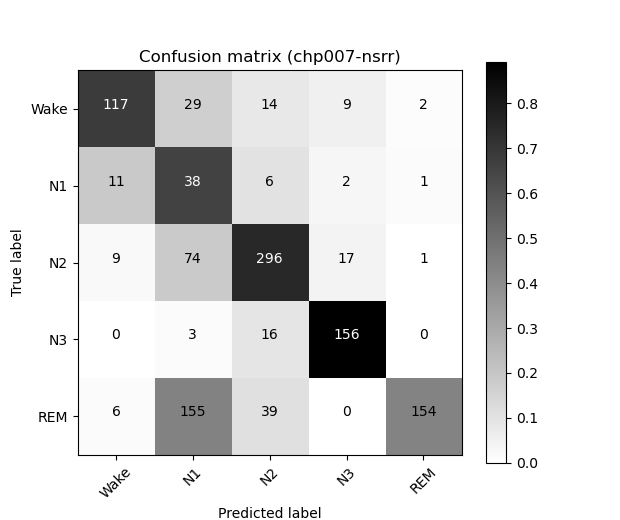 Confusion matrix (chp007-nsrr)
Wake 117 29 14 9 2
N1 11 38 6 2 1
N2 9 74 296 17 1
N3 0 3 16 156 0
REM 6 155 39 0 154
Wake N1 N2 N3 REM
True label
Predicted label
0.8
0.7
0.6
0.5
0.4
0.3
0.2
0.1
0.0